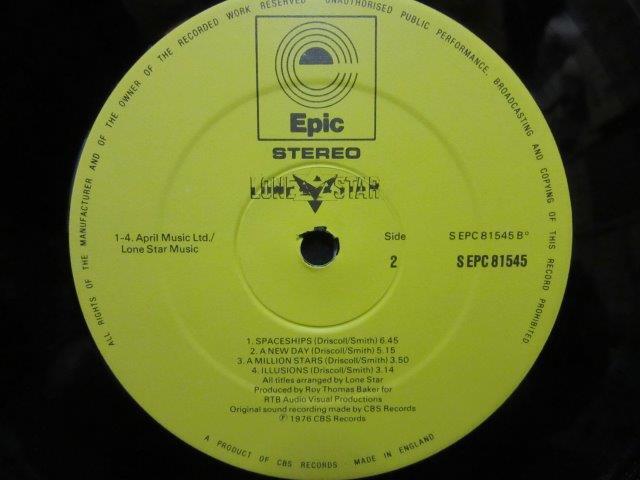 ALL RIGHTS OF THE MANUFACTURER AND OF THE OWNER OF THE RECORDED WORK RESERVED
UNAUTHORISED PUBLIC PERFORMANCE, BROADCASTING AND COPYING OF THIS RECORD PROHIBITED
Epic
STEREO
LONE STAR
1-4. April Music Ltd./
Lone Star Music
Side
2
S EPC 81545 B°
S EPC 81545
1. SPACESHIPS (Driscoll/Smith) 6.45
2. A NEW DAY (Driscoll/Smith) 5.15
3. A MILLION STARS (Driscoll/Smith) 3.50
4. ILLUSIONS (Driscoll/Smith) 3.14
All titles arranged by Lone Star
Produced by Roy Thomas Baker for
RTB Audio Visual Productions
Original sound recording made by CBS Records
℗ 1976 CBS Records
A PRODUCT OF CBS RECORDS · MADE IN ENGLAND